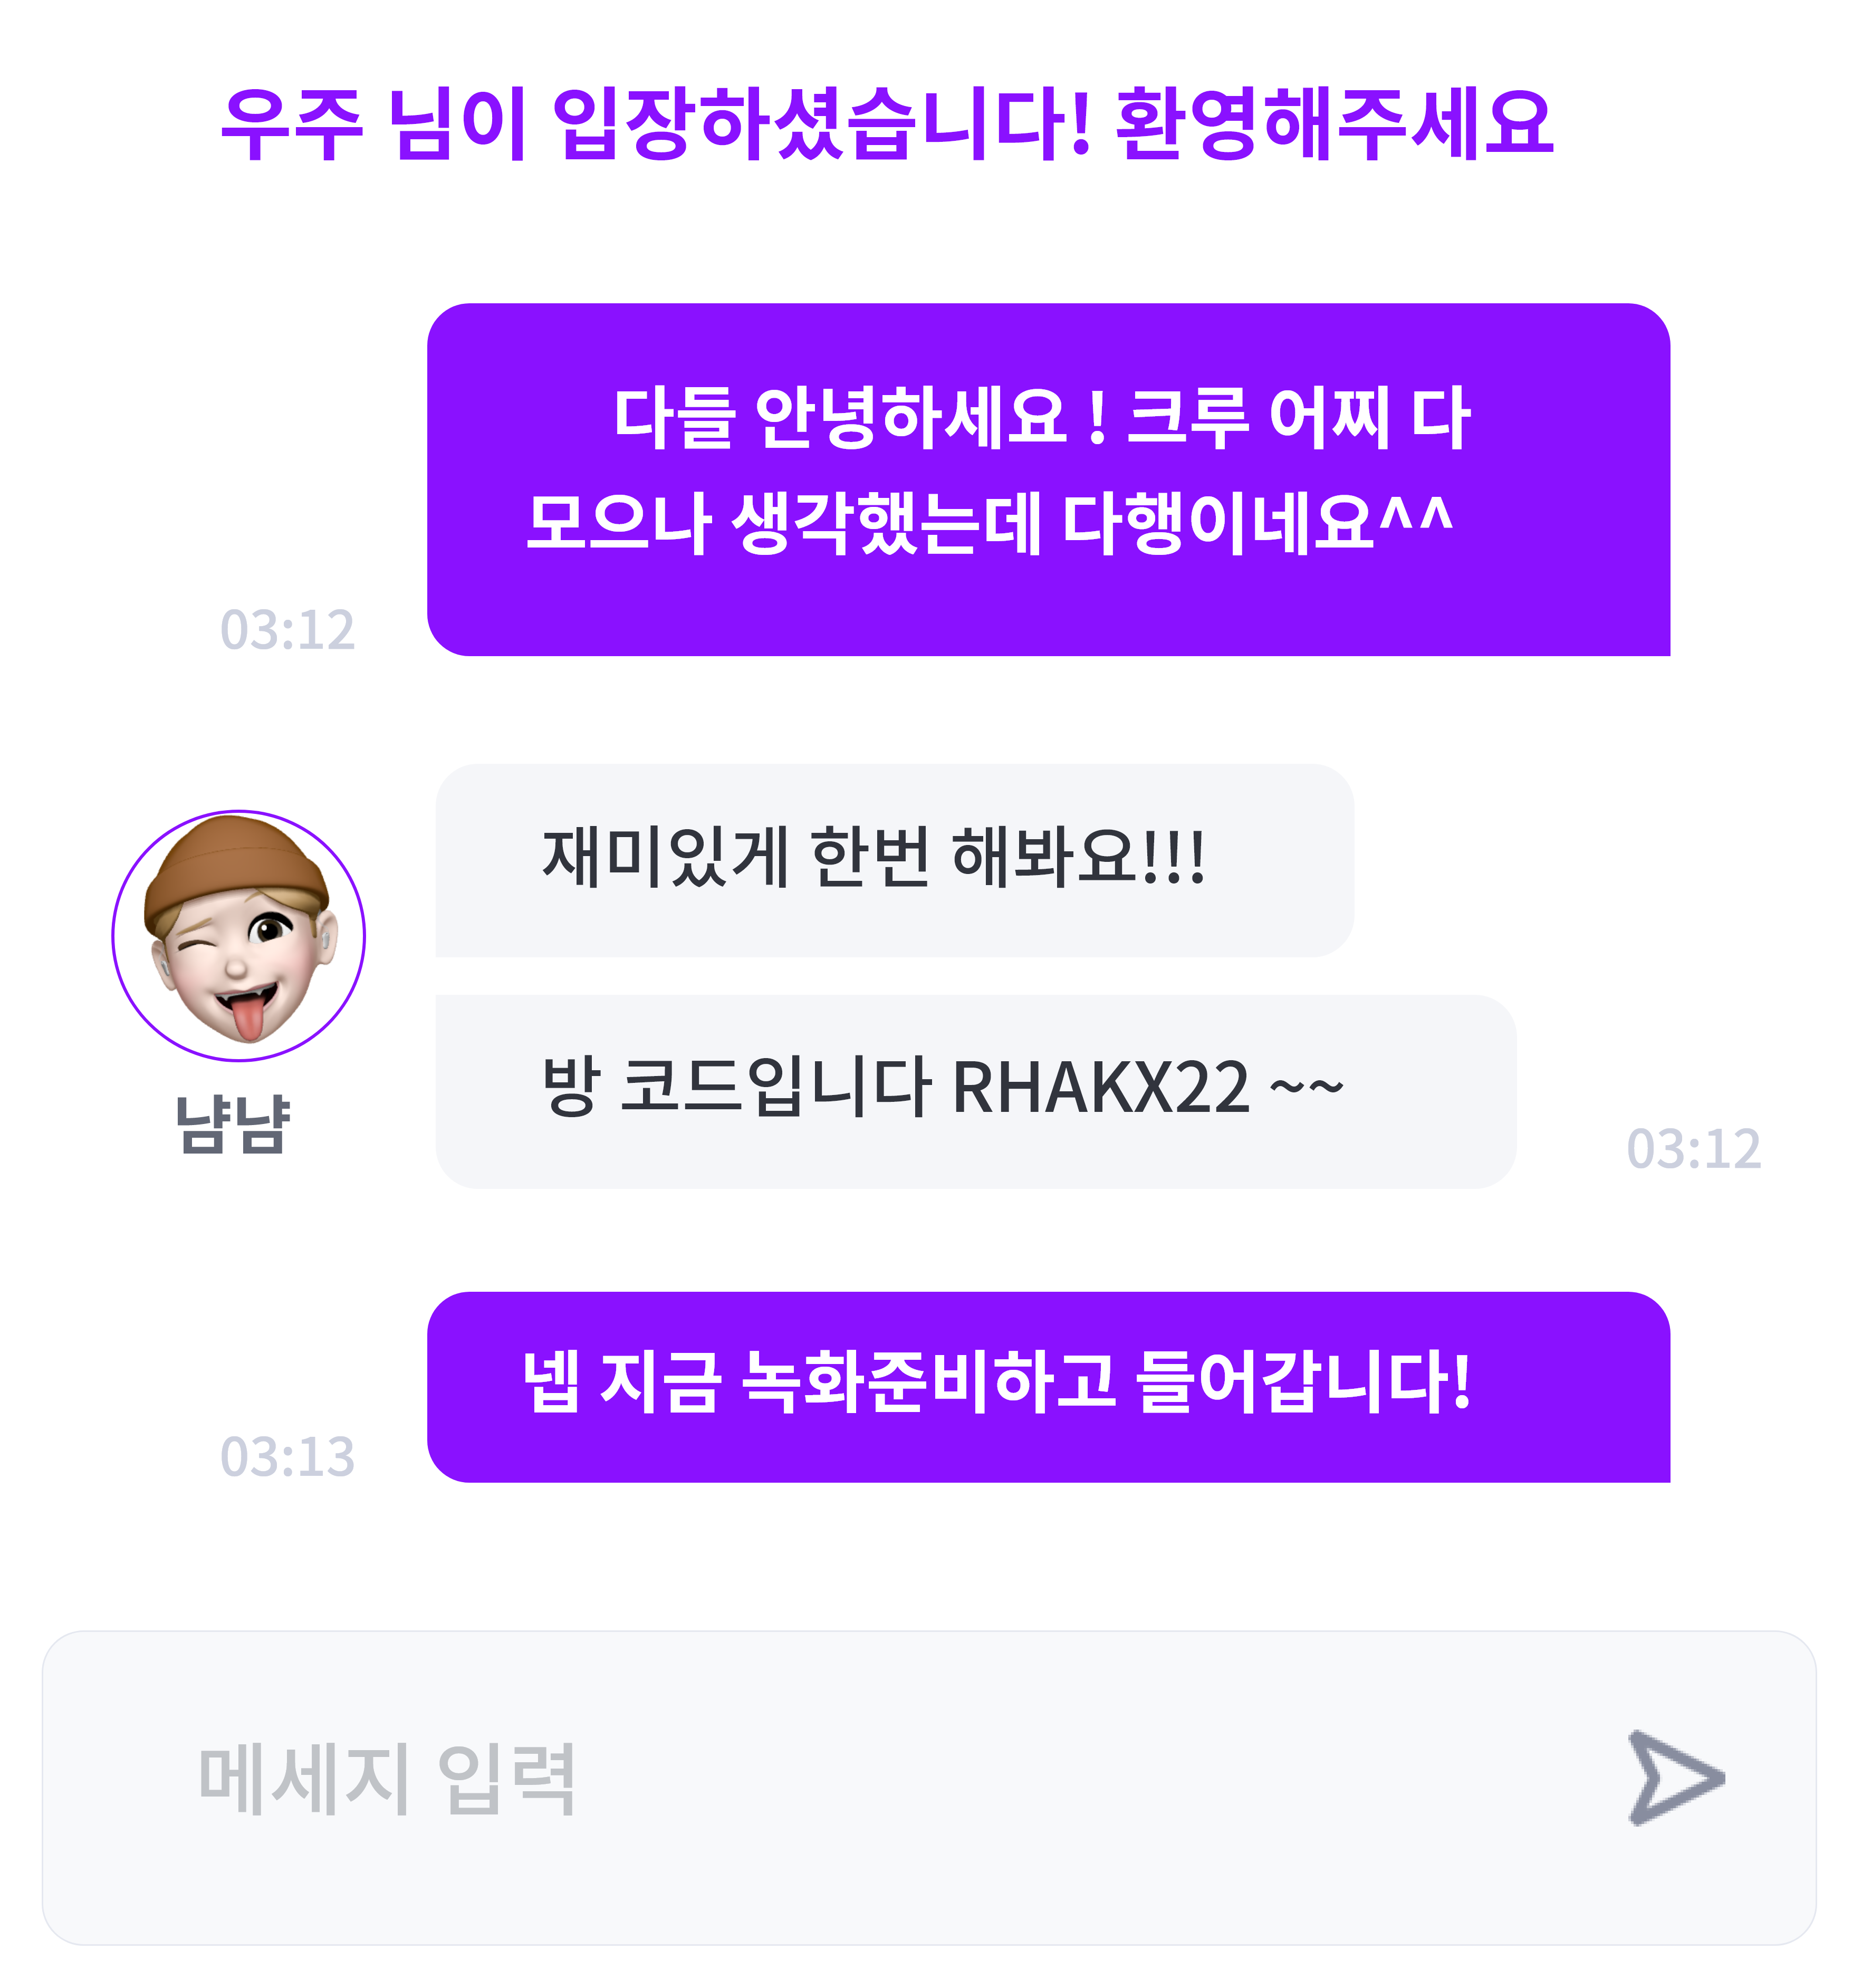 우주 님이 입장하셨습니다! 환영해주세요
다들 안녕하세요 ! 크루 어찌 다
모으나 생각했는데 다행이네요^^
03:12
재미있게 한번 해봐요!!!
방 코드입니다 RHAKX22 ~~
냠냠
03:12
넵 지금 녹화준비하고 들어갑니다!
03:13
메세지 입력